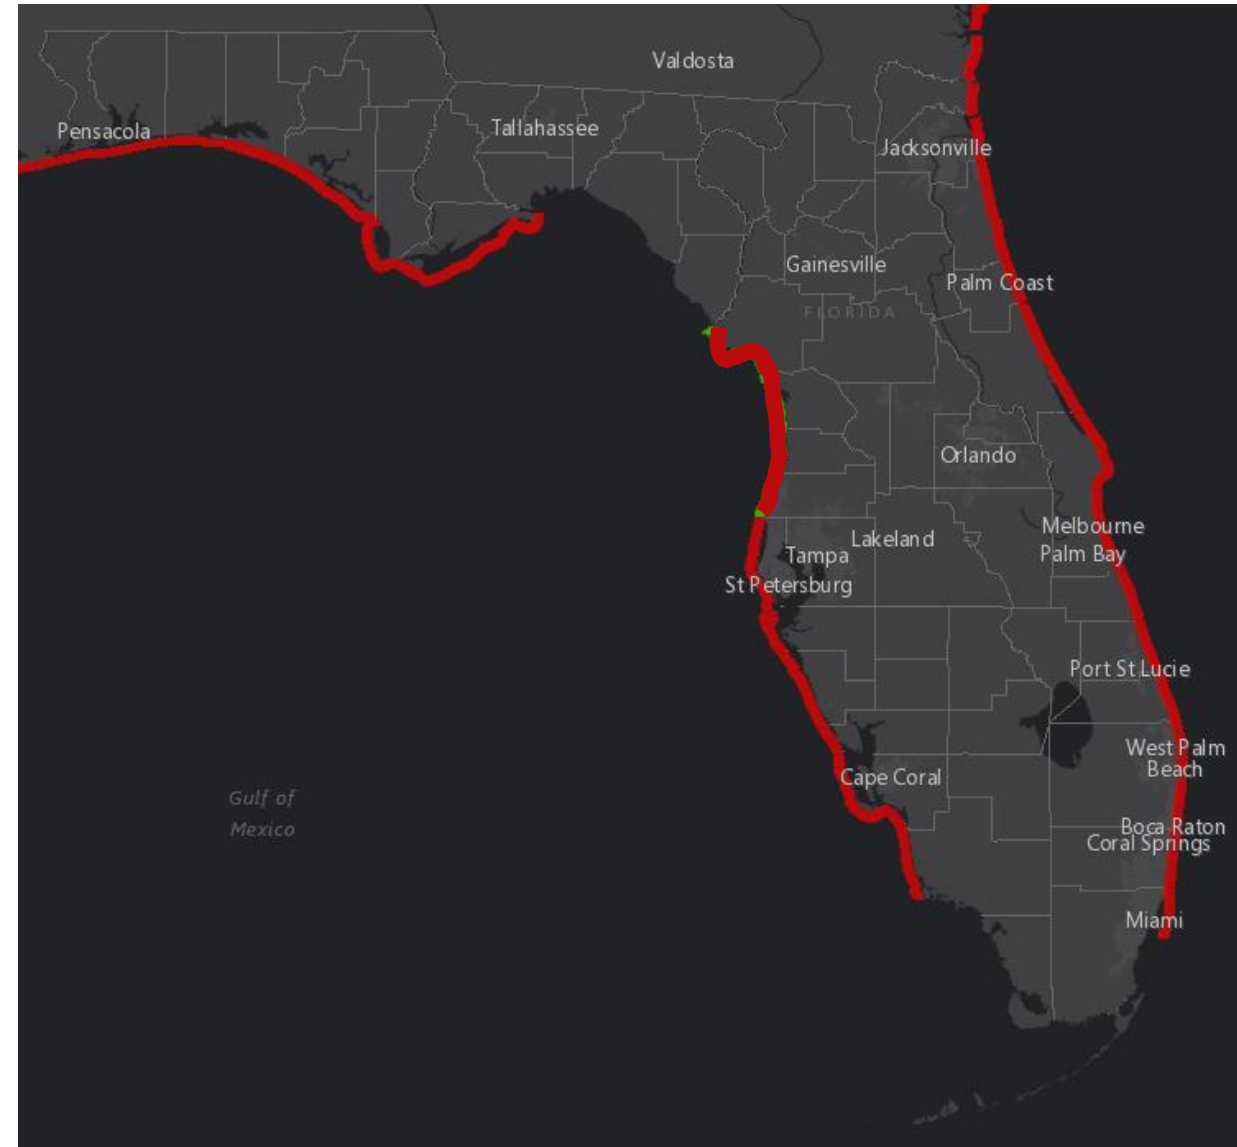 Valdosta
Pensacola
Tallahassee
Jacksonville
Gainesville
Palm Coast
FLORIDA
Orlando
Melbourne
Lakeland
Tampa
Palm Bay
St Petersburg
Port St Lucie
West Palm
Beach
Cape Coral
Gulf of
Mexico
Boca Raton
Coral Springs
Miami